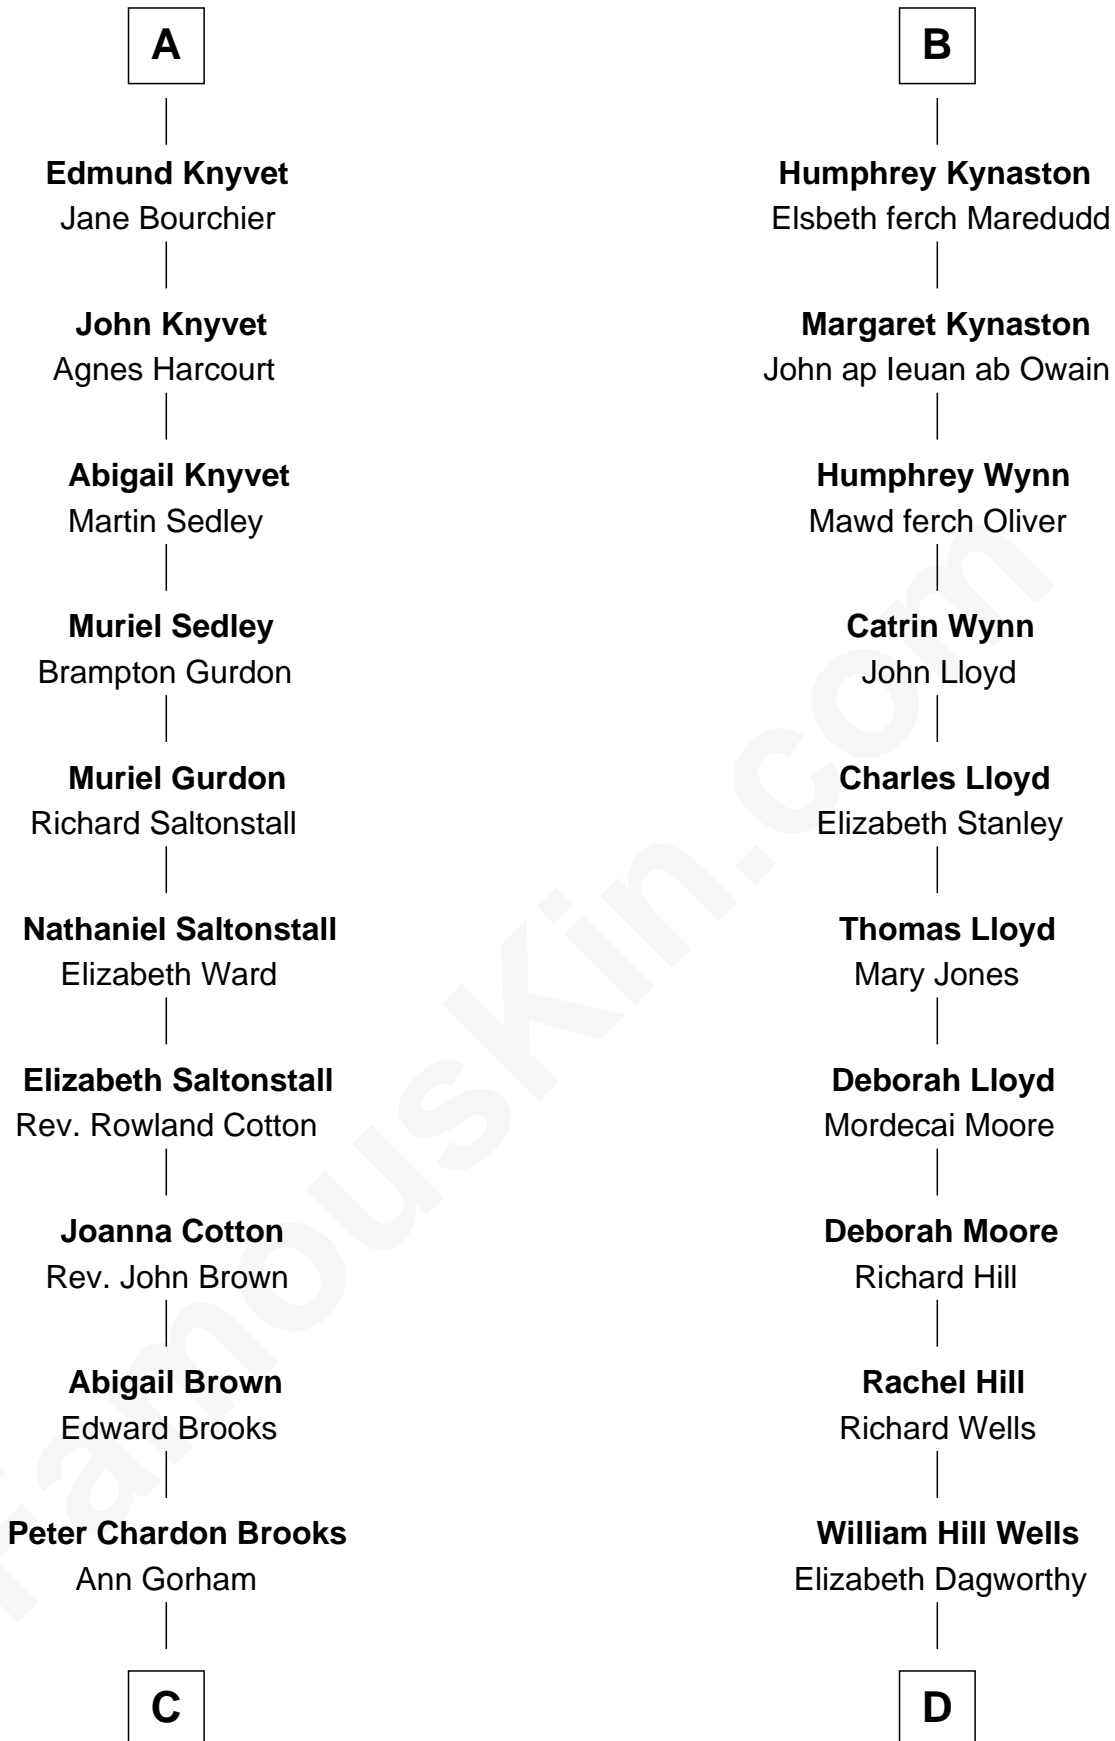 A
Edmund Knyvet
Jane Bourchier
John Knyvet
Agnes Harcourt
Abigail Knyvet
Martin Sedley
Muriel Sedley
Brampton Gurdon
Muriel Gurdon
Richard Saltonstall
Nathaniel Saltonstall
Elizabeth Ward
Elizabeth Saltonstall
Rev. Rowland Cotton
Joanna Cotton
Rev. John Brown
Abigail Brown
Edward Brooks
Peter Chardon Brooks
Ann Gorham
C
B
Humphrey Kynaston
Elsbeth ferch Maredudd
Margaret Kynaston
John ap Ieuan ab Owain
Humphrey Wynn
Mawd ferch Oliver
Catrin Wynn
John Lloyd
Charles Lloyd
Elizabeth Stanley
Thomas Lloyd
Mary Jones
Deborah Lloyd
Mordecai Moore
Deborah Moore
Richard Hill
Rachel Hill
Richard Wells
William Hill Wells
Elizabeth Dagworthy
D
FamousKin.com